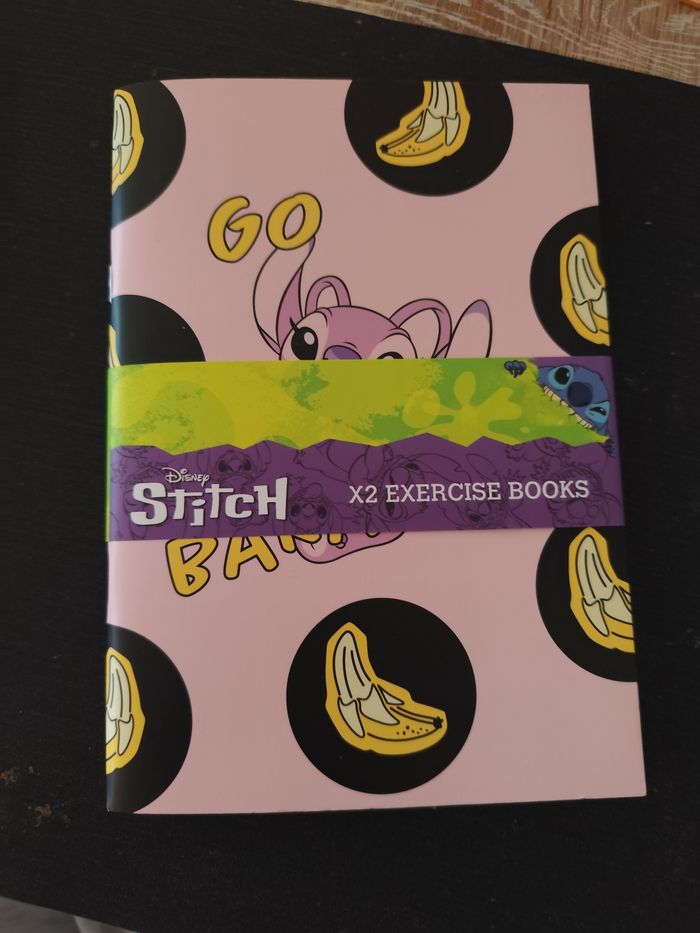 GO
Disney
Stitch
X2 EXERCISE BOOKS